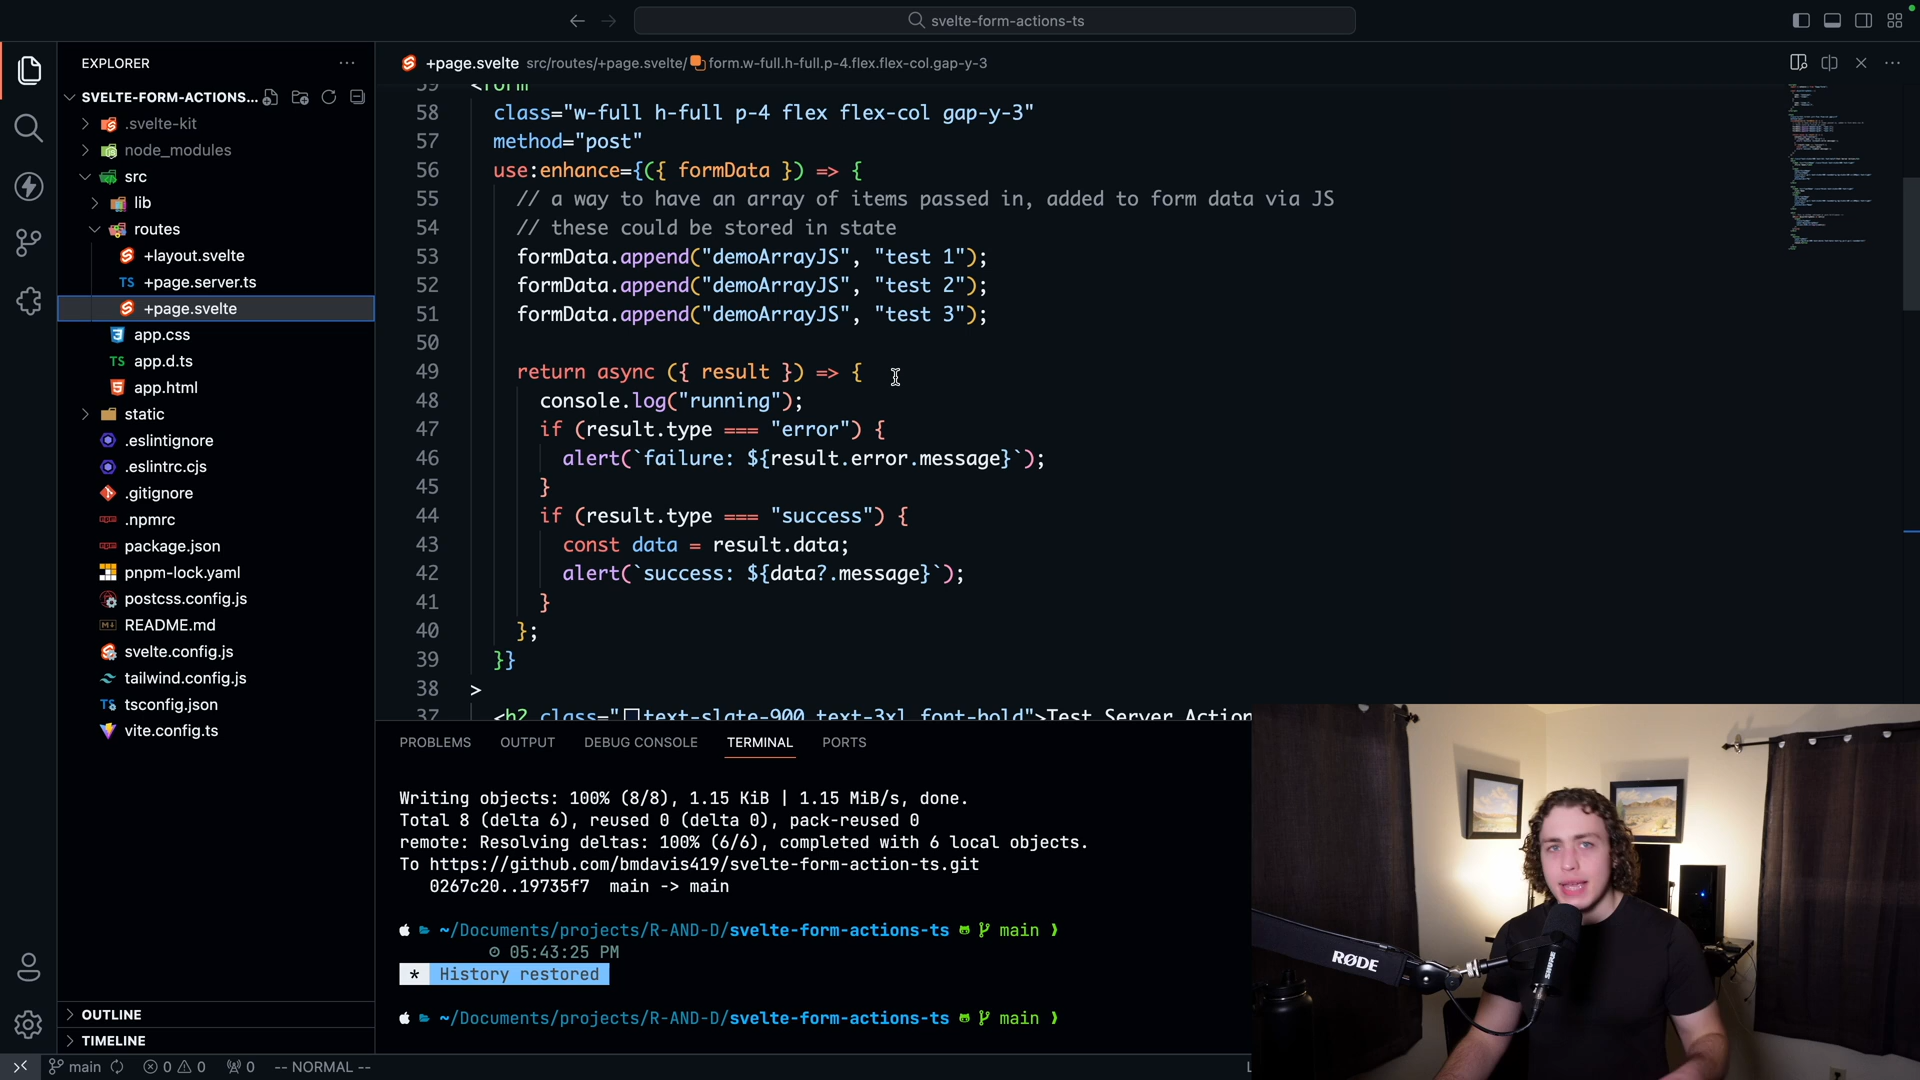 svelte-form-actions-ts
EXPLORER
SVELTE-FORM-ACTIONS...
.svelte-kit
node_modules
src
lib
routes
+layout.svelte
TS +page.server.ts
+page.svelte
app.css
TS app.d.ts
app.html
static
.eslintignore
.eslintrc.cjs
.gitignore
.npmrc
package.json
pnpm-lock.yaml
postcss.config.js
README.md
svelte.config.js
tailwind.config.js
TS tsconfig.json
vite.config.ts
OUTLINE
TIMELINE
+page.svelte src/routes/+page.svelte/ form.w-full.h-full.p-4.flex.flex-col.gap-y-3
59 <form
58 class="w-full h-full p-4 flex flex-col gap-y-3"
57 method="post"
56 use:enhance={({ formData }) => {
55 // a way to have an array of items passed in, added to form data via JS
54 // these could be stored in state
53 formData.append("demoArrayJS", "test 1");
52 formData.append("demoArrayJS", "test 2");
51 formData.append("demoArrayJS", "test 3");
50
49 return async ({ result }) => {
48 console.log("running");
47 if (result.type === "error") {
46 alert(`failure: ${result.error.message}`);
45 }
44 if (result.type === "success") {
43 const data = result.data;
42 alert(`success: ${data?.message}`);
41 }
40 };
39 }}
38 >
37 <h2 class="text-slate-900 text-3xl font-bold">Test Server Action
PROBLEMS OUTPUT DEBUG CONSOLE TERMINAL PORTS
Writing objects: 100% (8/8), 1.15 KiB | 1.15 MiB/s, done.
Total 8 (delta 6), reused 0 (delta 0), pack-reused 0
remote: Resolving deltas: 100% (6/6), completed with 6 local objects.
To https://github.com/bmdavis419/svelte-form-action-ts.git
0267c20..19735f7 main -> main
~/Documents/projects/R-AND-D/svelte-form-actions-ts main ❯
05:43:25 PM
* History restored
~/Documents/projects/R-AND-D/svelte-form-actions-ts main ❯
main 0 0 0 -- NORMAL --
RØDE
SHURE